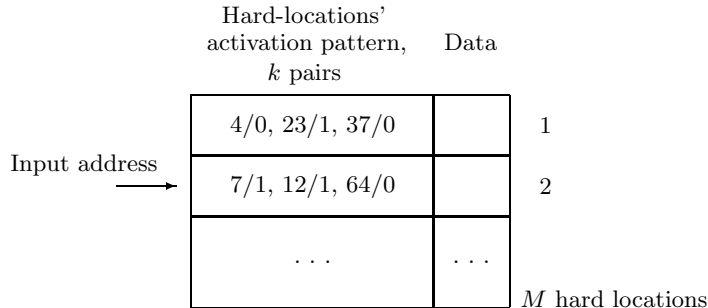 Hard-locations'
activation pattern,
k pairs
Data
4/0, 23/1, 37/0
1
Input address
7/1, 12/1, 64/0
2
. . .
. . .
M hard locations